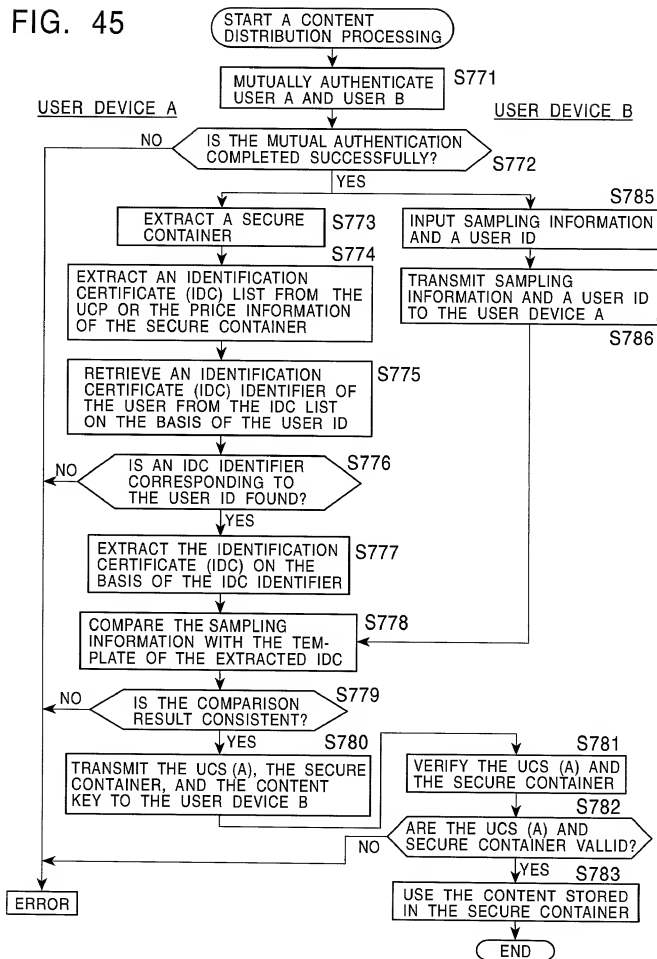 FIG. 45
START A CONTENT
DISTRIBUTION PROCESSING
S771
MUTUALLY AUTHENTICATE
USER A AND USER B
USER DEVICE A
USER DEVICE B
NO
IS THE MUTUAL AUTHENTICATION
COMPLETED SUCCESSFULLY?
S772
YES
EXTRACT A SECURE
CONTAINER
S773
S774
EXTRACT AN IDENTIFICATION
CERTIFICATE (IDC) LIST FROM THE
UCP OR THE PRICE INFORMATION
OF THE SECURE CONTAINER
S785
INPUT SAMPLING INFORMATION
AND A USER ID
TRANSMIT SAMPLING
INFORMATION AND A USER ID
TO THE USER DEVICE A
S786
RETRIEVE AN IDENTIFICATION
CERTIFICATE (IDC) IDENTIFIER OF
THE USER FROM THE IDC LIST
ON THE BASIS OF THE USER ID
S775
NO
IS AN IDC IDENTIFIER
CORRESPONDING TO
THE USER ID FOUND?
S776
YES
EXTRACT THE IDENTIFICATION
CERTIFICATE (IDC) ON THE
BASIS OF THE IDC IDENTIFIER
S777
COMPARE THE SAMPLING
INFORMATION WITH THE TEM-
PLATE OF THE EXTRACTED IDC
S778
NO
IS THE COMPARISON
RESULT CONSISTENT?
S779
YES
S780
TRANSMIT THE UCS (A), THE SECURE
CONTAINER, AND THE CONTENT
KEY TO THE USER DEVICE B
S781
VERIFY THE UCS (A) AND
THE SECURE CONTAINER
S782
NO
ARE THE UCS (A) AND
SECURE CONTAINER VALLID?
YES
S783
USE THE CONTENT STORED
IN THE SECURE CONTAINER
ERROR
END